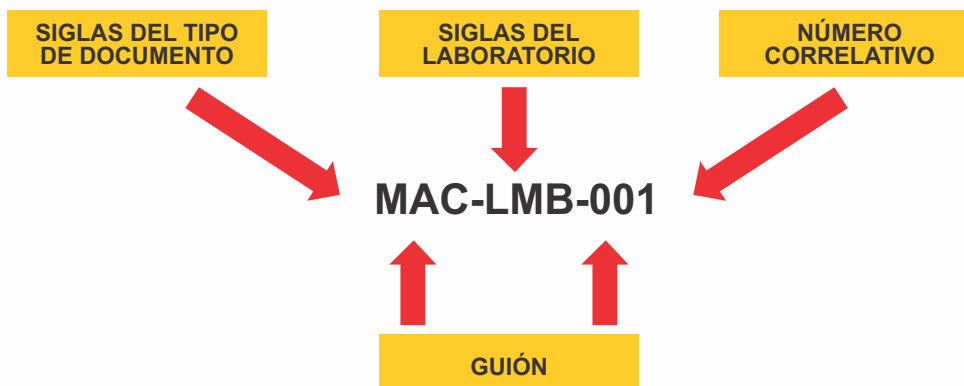 SIGLAS DEL TIPO
DE DOCUMENTO
SIGLAS DEL
LABORATORIO
NÚMERO
CORRELATIVO
MAC-LMB-001
GUIÓN